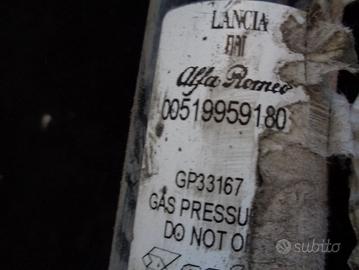 LANCIA
FIAT
Alfa Romeo
00519959180
GP33167
GAS PRESSU
DO NOT O
subito